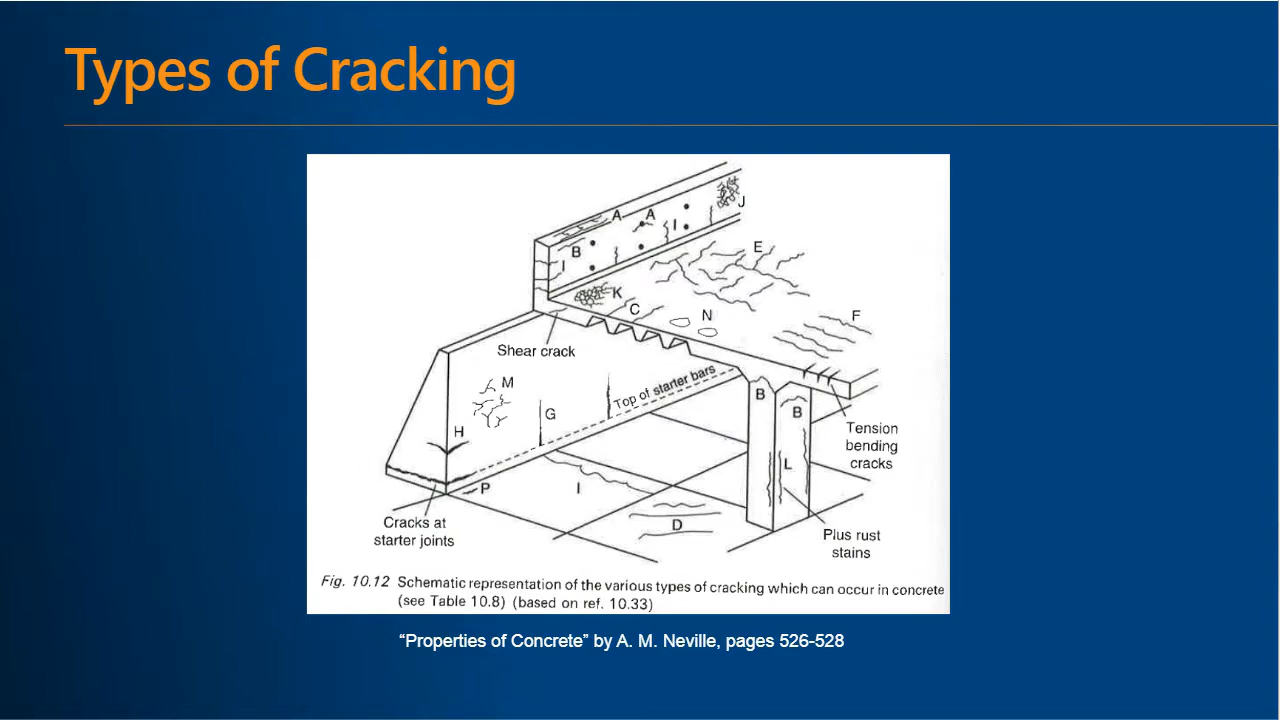 Types of Cracking
A
A
J
B
I
I
E
K
C
N
F
Shear crack
M
Top of starter bars
B
G
B
H
Tension
bending
cracks
L
P
I
D
Cracks at
starter joints
Plus rust
stains
Fig. 10.12 Schematic representation of the various types of cracking which can occur in concrete
(see Table 10.8) (based on ref. 10.33)
“Properties of Concrete” by A. M. Neville, pages 526-528